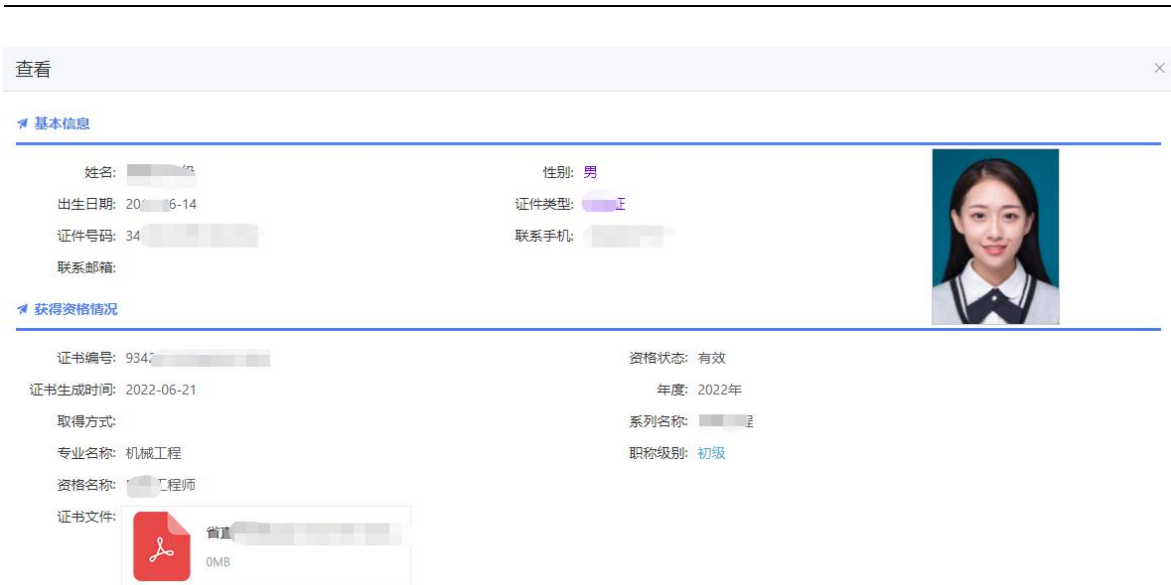 查看
基本信息
姓名: 级
性别: 男
出生日期: 20 6-14
证件类型: 证
证件号码: 34
联系手机:
联系邮箱:
获得资格情况
证书编号: 934
资格状态: 有效
证书生成时间: 2022-06-21
年度: 2022年
取得方式:
系列名称: 程
专业名称: 机械工程
职称级别: 初级
资格名称: 工程师
证书文件:
省直
0MB